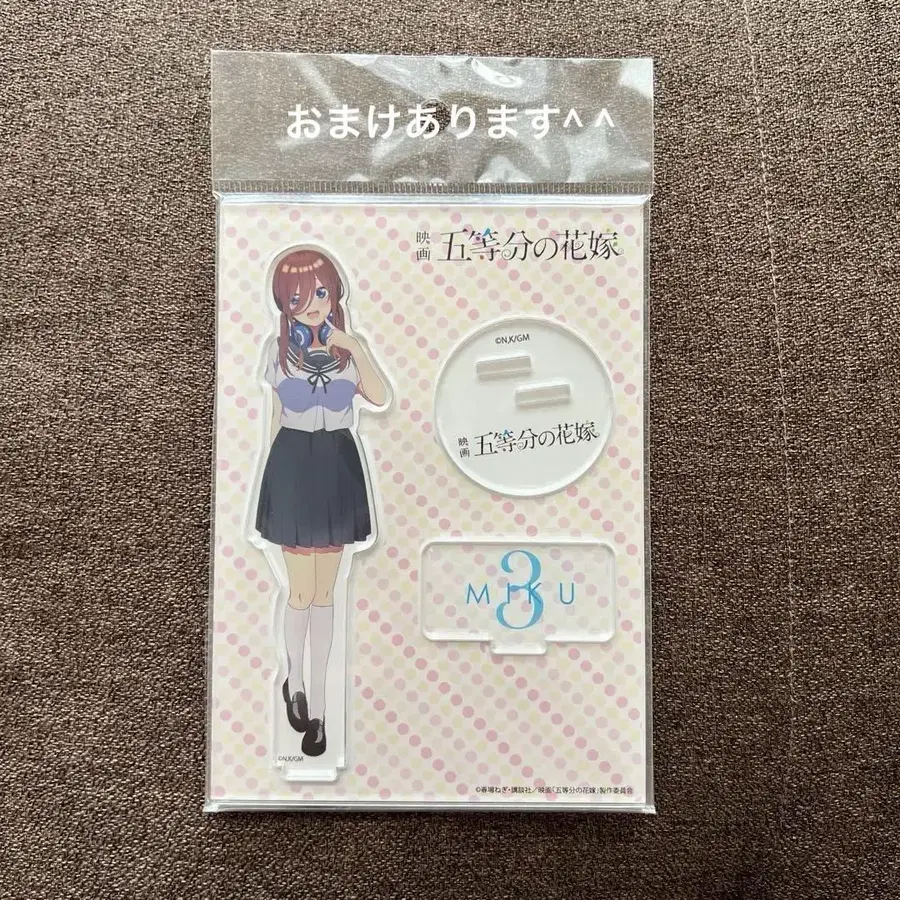 おまけあります^ ^
映画 五等分の花嫁
©N,K/GM
映画 五等分の花嫁
3
MIKU
©N,K/GM
©春場ねぎ・講談社／映画「五等分の花嫁」製作委員会